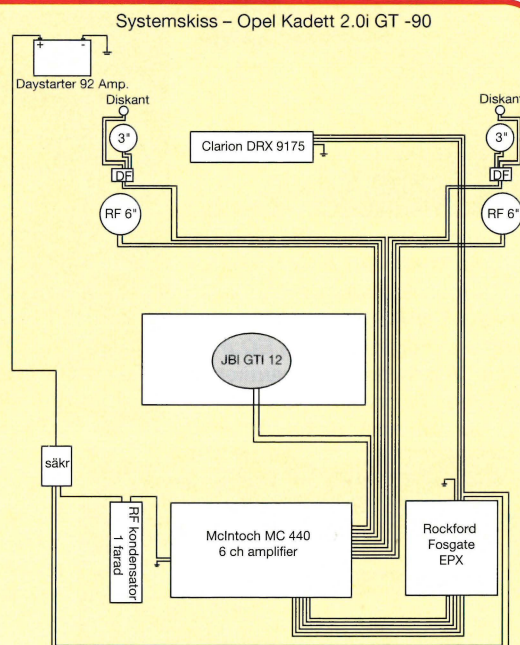 Systemskiss – Opel Kadett 2.0i GT -90
+ -
Daystarter 92 Amp.
Diskant
Diskant
3"
Clarion DRX 9175
3"
DF
DF
RF 6"
RF 6"
JBI GTI 12
säkr
RF kondensator
1 farad
McIntoch MC 440
6 ch amplifier
Rockford
Fosgate
EPX